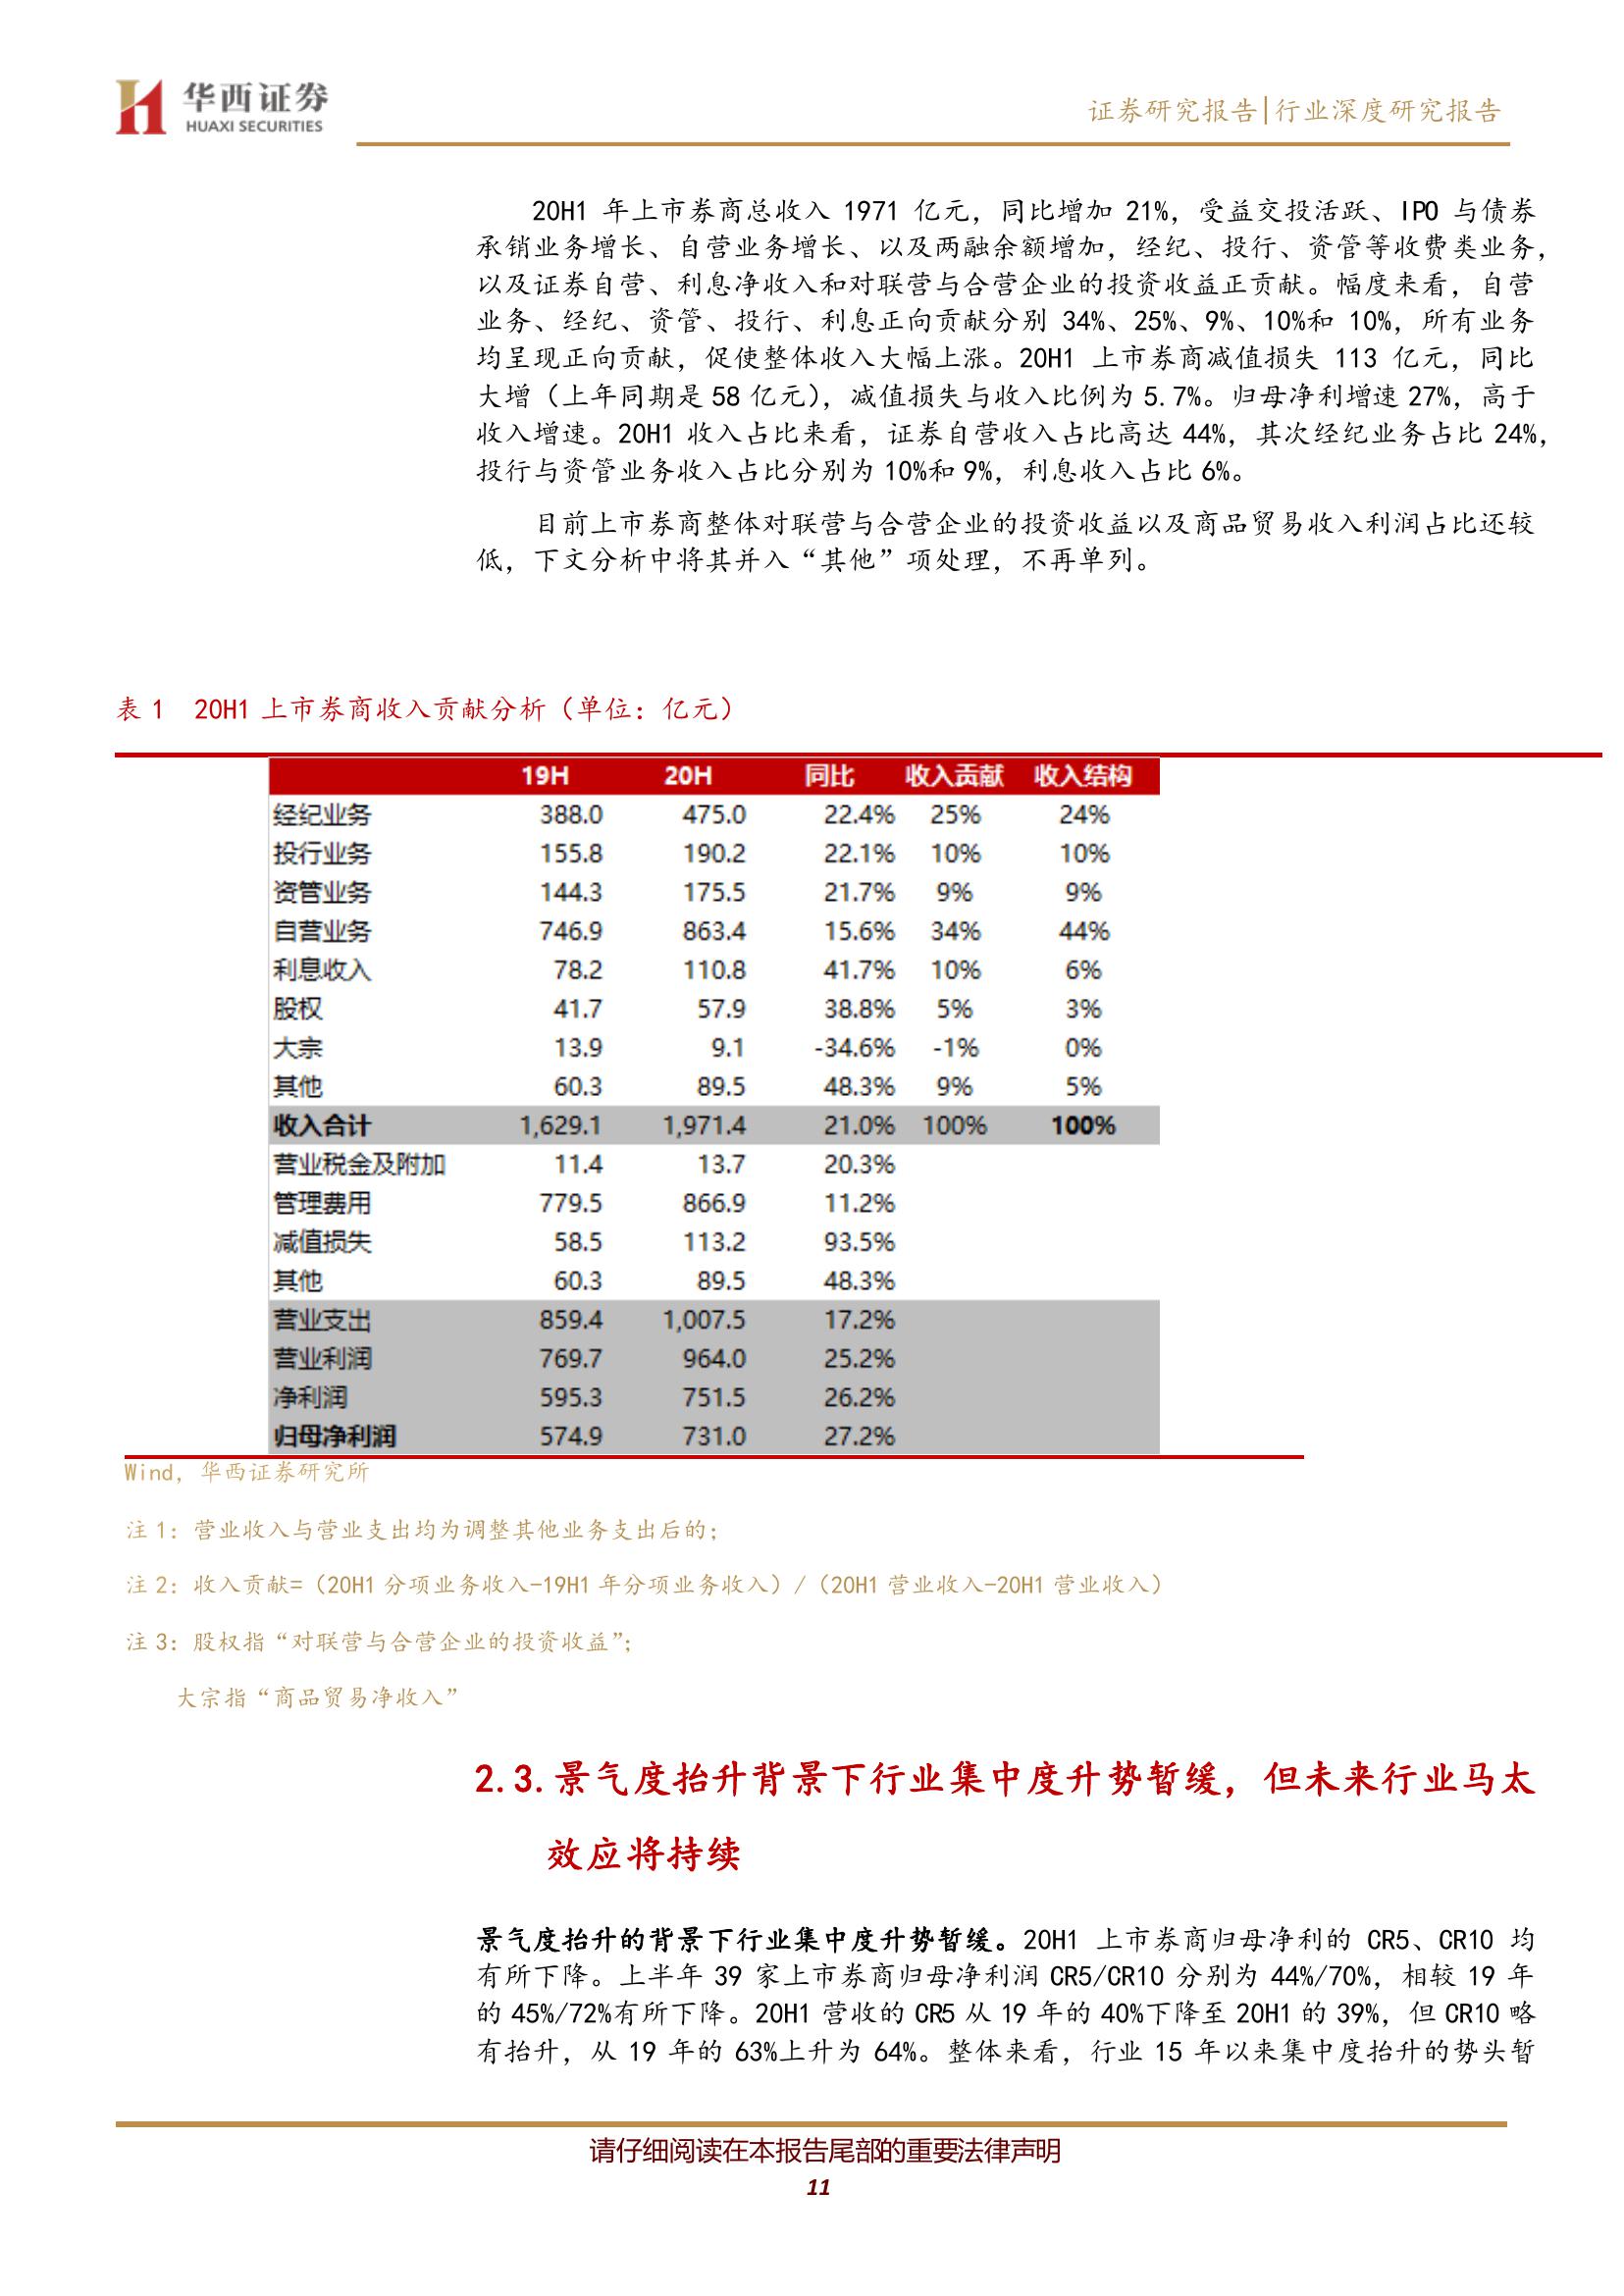 华西证券
HUAXI SECURITIES
证券研究报告|行业深度研究报告
20H1 年上市券商总收入 1971 亿元，同比增加 21%，受益交投活跃、IPO 与债券
承销业务增长、自营业务增长、以及两融余额增加，经纪、投行、资管等收费类业务，
以及证券自营、利息净收入和对联营与合营企业的投资收益正贡献。幅度来看，自营
业务、经纪、资管、投行、利息正向贡献分别 34%、25%、9%、10%和 10%，所有业务
均呈现正向贡献，促使整体收入大幅上涨。20H1 上市券商减值损失 113 亿元，同比
大增（上年同期是 58 亿元），减值损失与收入比例为 5.7%。归母净利增速 27%，高于
收入增速。20H1 收入占比来看，证券自营收入占比高达 44%，其次经纪业务占比 24%，
投行与资管业务收入占比分别为 10%和 9%，利息收入占比 6%。
目前上市券商整体对联营与合营企业的投资收益以及商品贸易收入利润占比还较
低，下文分析中将其并入“其他”项处理，不再单列。
表 1 20H1 上市券商收入贡献分析（单位：亿元）
19H 20H 同比 收入贡献 收入结构
经纪业务 388.0 475.0 22.4% 25% 24%
投行业务 155.8 190.2 22.1% 10% 10%
资管业务 144.3 175.5 21.7% 9% 9%
自营业务 746.9 863.4 15.6% 34% 44%
利息收入 78.2 110.8 41.7% 10% 6%
股权 41.7 57.9 38.8% 5% 3%
大宗 13.9 9.1 -34.6% -1% 0%
其他 60.3 89.5 48.3% 9% 5%
收入合计 1,629.1 1,971.4 21.0% 100% 100%
营业税金及附加 11.4 13.7 20.3%
管理费用 779.5 866.9 11.2%
减值损失 58.5 113.2 93.5%
其他 60.3 89.5 48.3%
营业支出 859.4 1,007.5 17.2%
营业利润 769.7 964.0 25.2%
净利润 595.3 751.5 26.2%
归母净利润 574.9 731.0 27.2%
Wind，华西证券研究所
注 1：营业收入与营业支出均为调整其他业务支出后的；
注 2：收入贡献=（20H1 分项业务收入-19H1 年分项业务收入）/（20H1 营业收入-20H1 营业收入）
注 3：股权指“对联营与合营企业的投资收益”；
大宗指“商品贸易净收入”
2.3.景气度抬升背景下行业集中度升势暂缓，但未来行业马太
效应将持续
景气度抬升的背景下行业集中度升势暂缓。20H1 上市券商归母净利的 CR5、CR10 均
有所下降。上半年 39 家上市券商归母净利润 CR5/CR10 分别为 44%/70%，相较 19 年
的 45%/72%有所下降。20H1 营收的 CR5 从 19 年的 40%下降至 20H1 的 39%，但 CR10 略
有抬升，从 19 年的 63%上升为 64%。整体来看，行业 15 年以来集中度抬升的势头暂
请仔细阅读在本报告尾部的重要法律声明
11